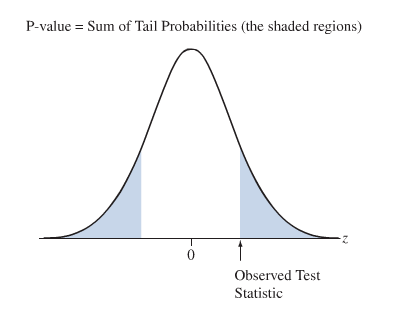 P-value = Sum of Tail Probabilities (the shaded regions)
z
0
Observed Test
Statistic